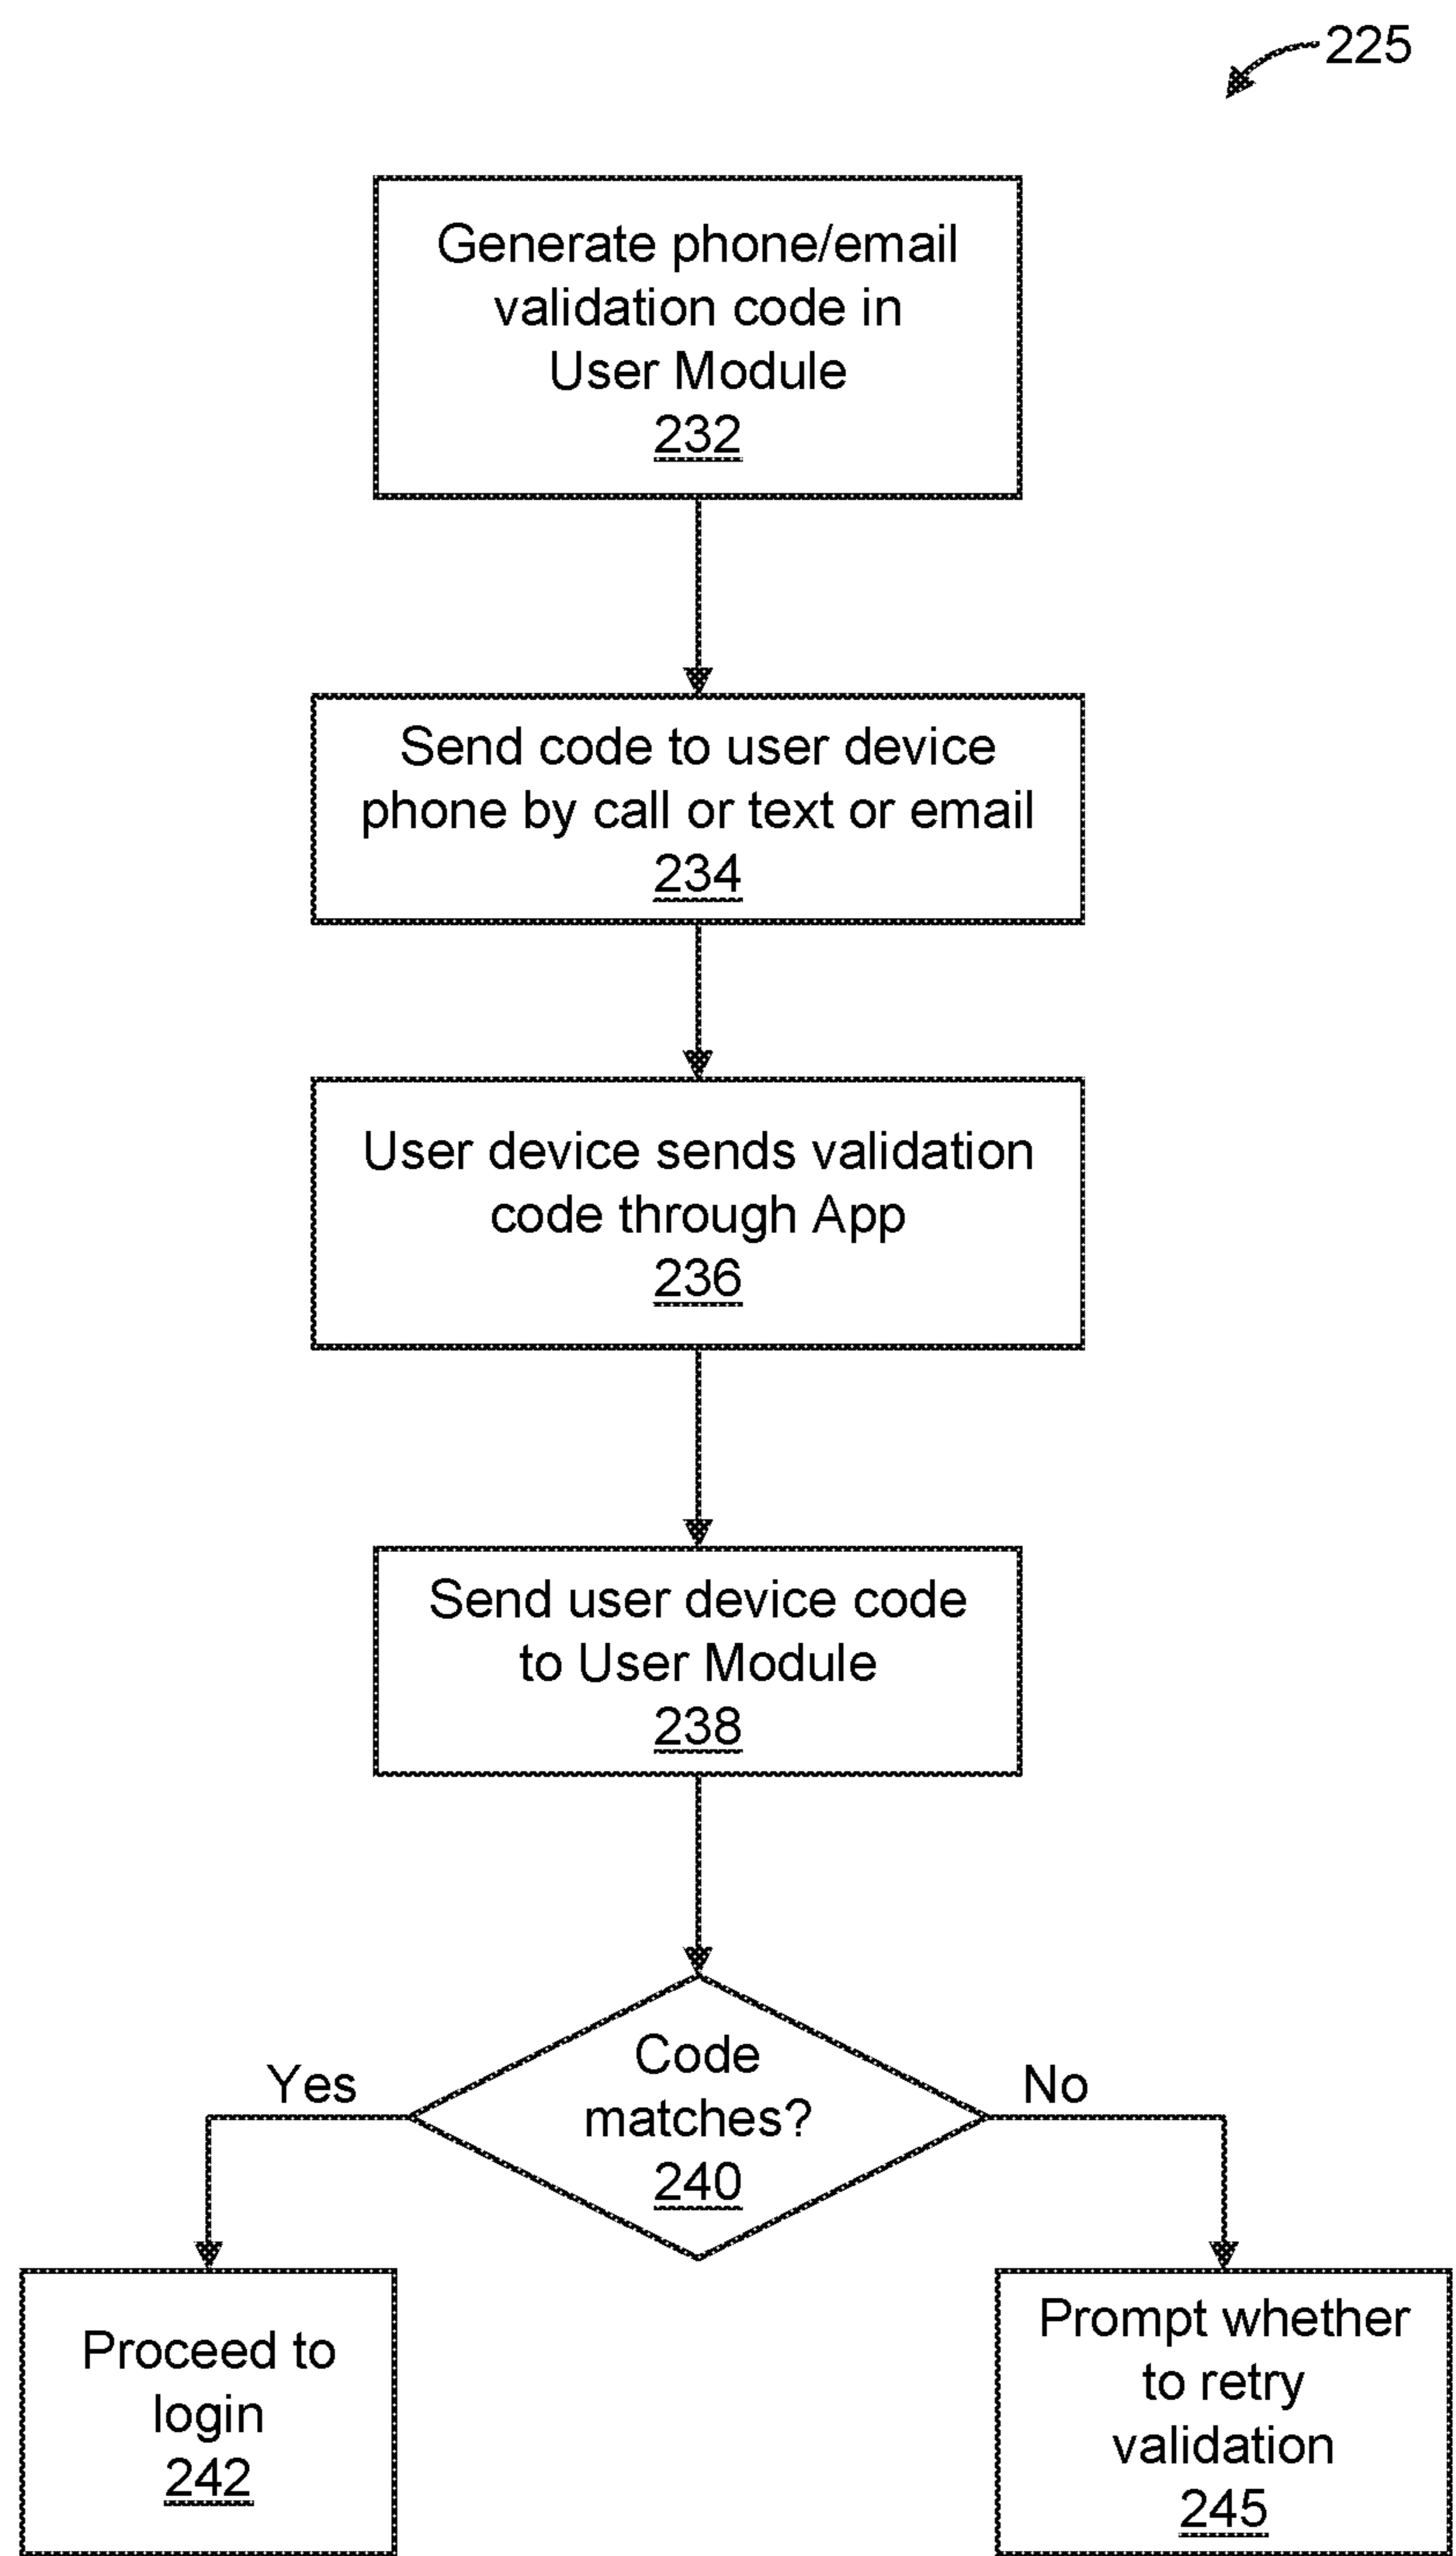 225
Generate phone/email
validation code in
User Module
232
Send code to user device
phone by call or text or email
234
User device sends validation
code through App
236
Send user device code
to User Module
238
Code
matches?
240
Yes
No
Proceed to
login
242
Prompt whether
to retry
validation
245